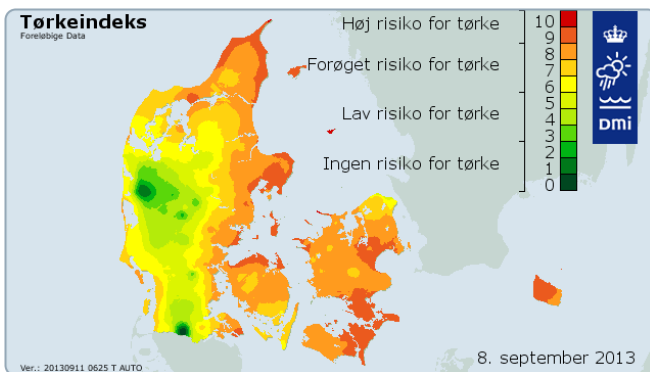 Tørkeindeks
Foreløbige Data
Høj risiko for tørke
Forøget risiko for tørke
Lav risiko for tørke
Ingen risiko for tørke
10
9
8
7
6
5
4
3
2
1
0
DMi
8. september 2013
Ver.: 20130911 0625 T AUTO